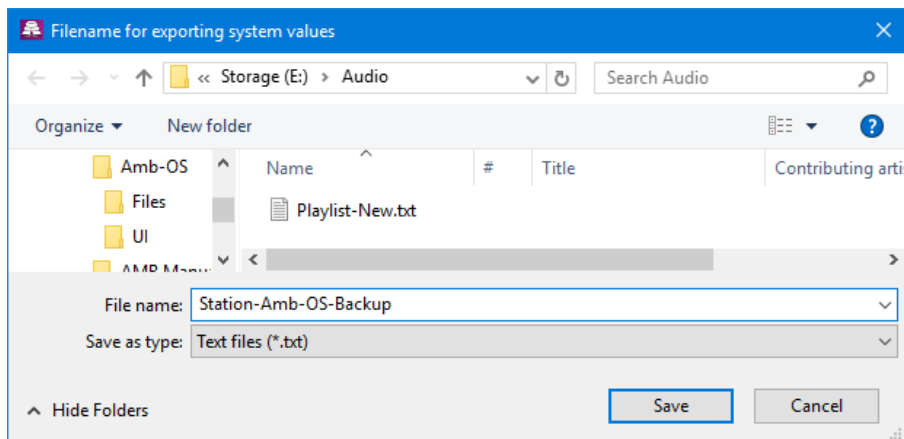 Filename for exporting system values
« Storage (E:) › Audio
Search Audio
Organize
New folder
?
Amb-OS
Files
UI
Name # Title Contributing
Playlist-New.txt
File name: Station-Amb-OS-Backup
Save as type: Text files (*.txt)
Hide Folders
Save
Cancel